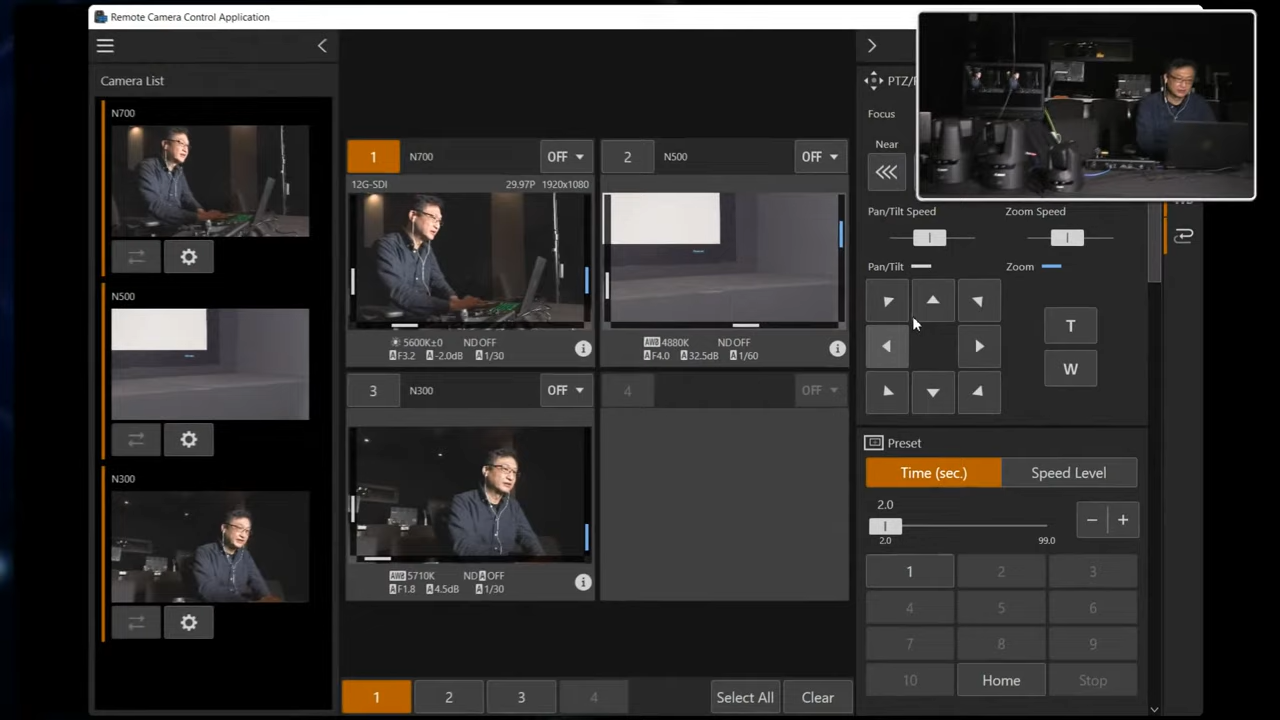 Remote Camera Control Application
Camera List
N700
N500
N300
1 N700 OFF
12G-SDI 29.97P 1920x1080
5600K±0 ND OFF
A F3.2 A -2.0dB A 1/30
2 N500 OFF
AWB 4880K ND OFF
A F4.0 A 32.5dB A 1/60
3 N300 OFF
AWB 5710K ND A OFF
A F1.8 A 4.5dB A 1/30
4 OFF
1 2 3 4 Select All Clear
Focus
Near
Pan/Tilt Speed Zoom Speed
Pan/Tilt Zoom
T
W
Preset
Time (sec.) Speed Level
2.0
2.0 99.0
1 2 3
4 5 6
7 8 9
10 Home Stop